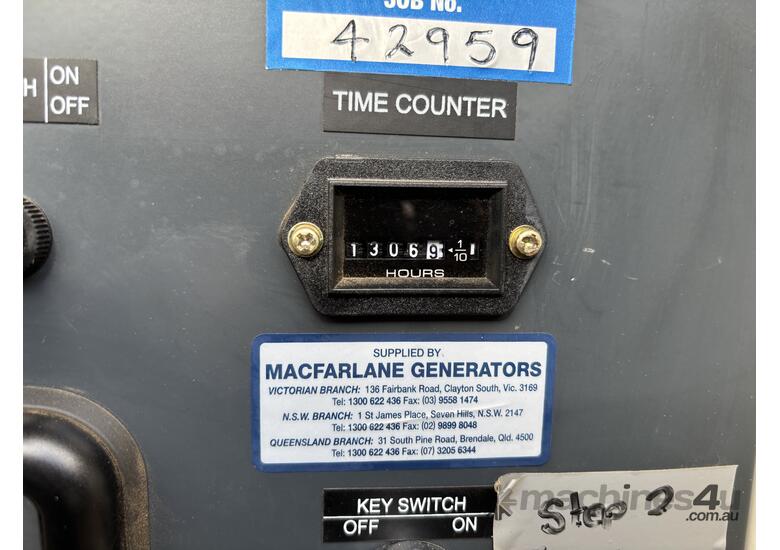 JOB No.
42959
ON
H OFF
TIME COUNTER
13069 1/10
HOURS
SUPPLIED BY
MACFARLANE GENERATORS
VICTORIAN BRANCH: 136 Fairbank Road, Clayton South, Vic. 3169
Tel: 1300 622 436 Fax: (03) 9558 1474
N.S.W. BRANCH: 1 St James Place, Seven Hills, N.S.W. 2147
Tel: 1300 622 436 Fax: (02) 9899 8048
QUEENSLAND BRANCH: 31 South Pine Road, Brendale, Qld. 4500
Tel: 1300 622 436 Fax: (07) 3205 6344
KEY SWITCH
OFF ON
Step 2
machines4u
.com.au